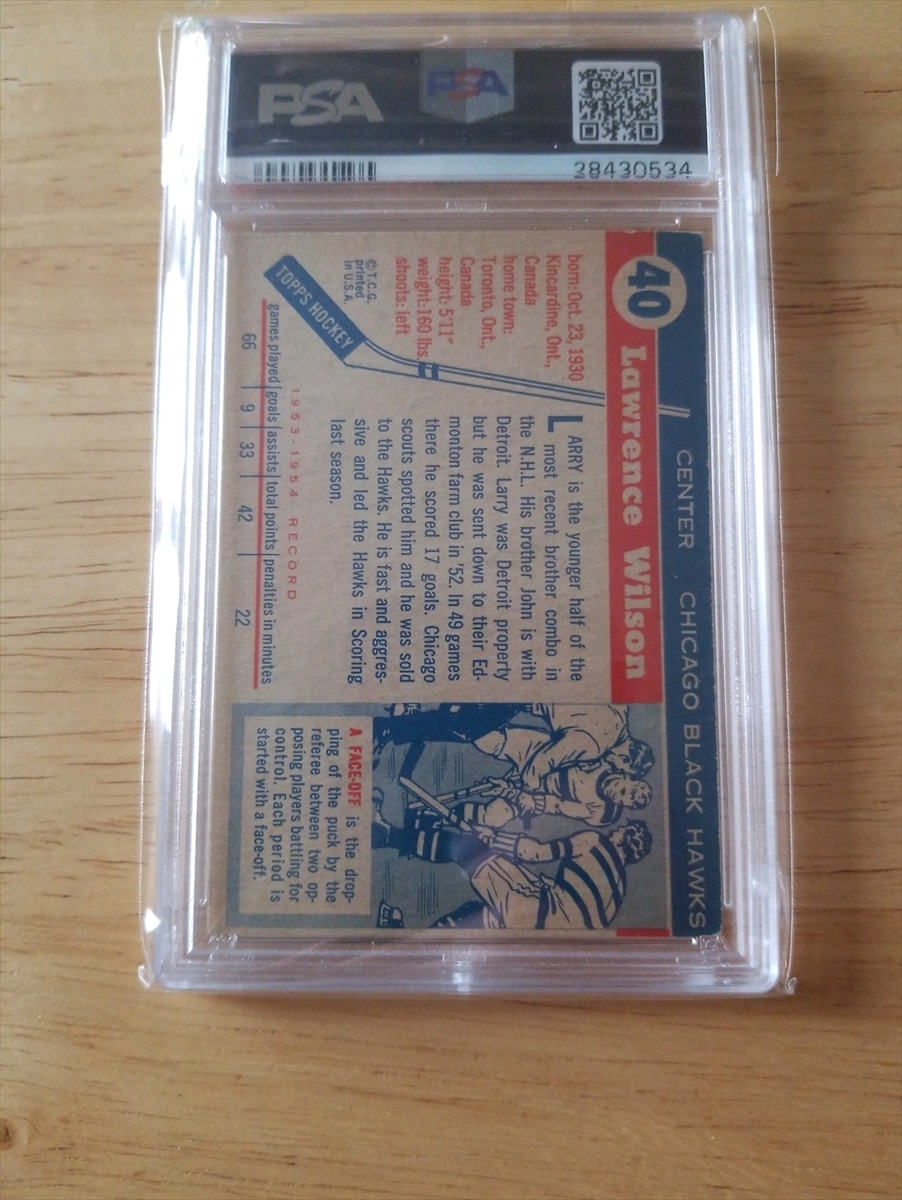 PSA
PSA
28430534
CENTER CHICAGO BLACK HAWKS
40 Lawrence Wilson
born: Oct. 23, 1930
Kincardine, Ont.,
Canada
home town:
Toronto, Ont.,
Canada
height: 5'11"
weight: 160 lbs.
shoots: left
© T.C.G.
printed
in U.S.A.
TOPPS HOCKEY
LARRY is the younger half of the
most recent brother combo in
the N.H.L. His brother John is with
Detroit. Larry was Detroit property
but he was sent down to their Ed-
monton farm club in '52. In 49 games
there he scored 17 goals. Chicago
scouts spotted him and he was sold
to the Hawks. He is fast and aggres-
sive and led the Hawks in Scoring
last season.
1953-1954 RECORD
games played goals assists total points penalties in minutes
66 9 33 42 22
A FACE-OFF is the drop-
ping of the puck by the
referee between two op-
posing players battling for
control. Each period is
started with a face-off.